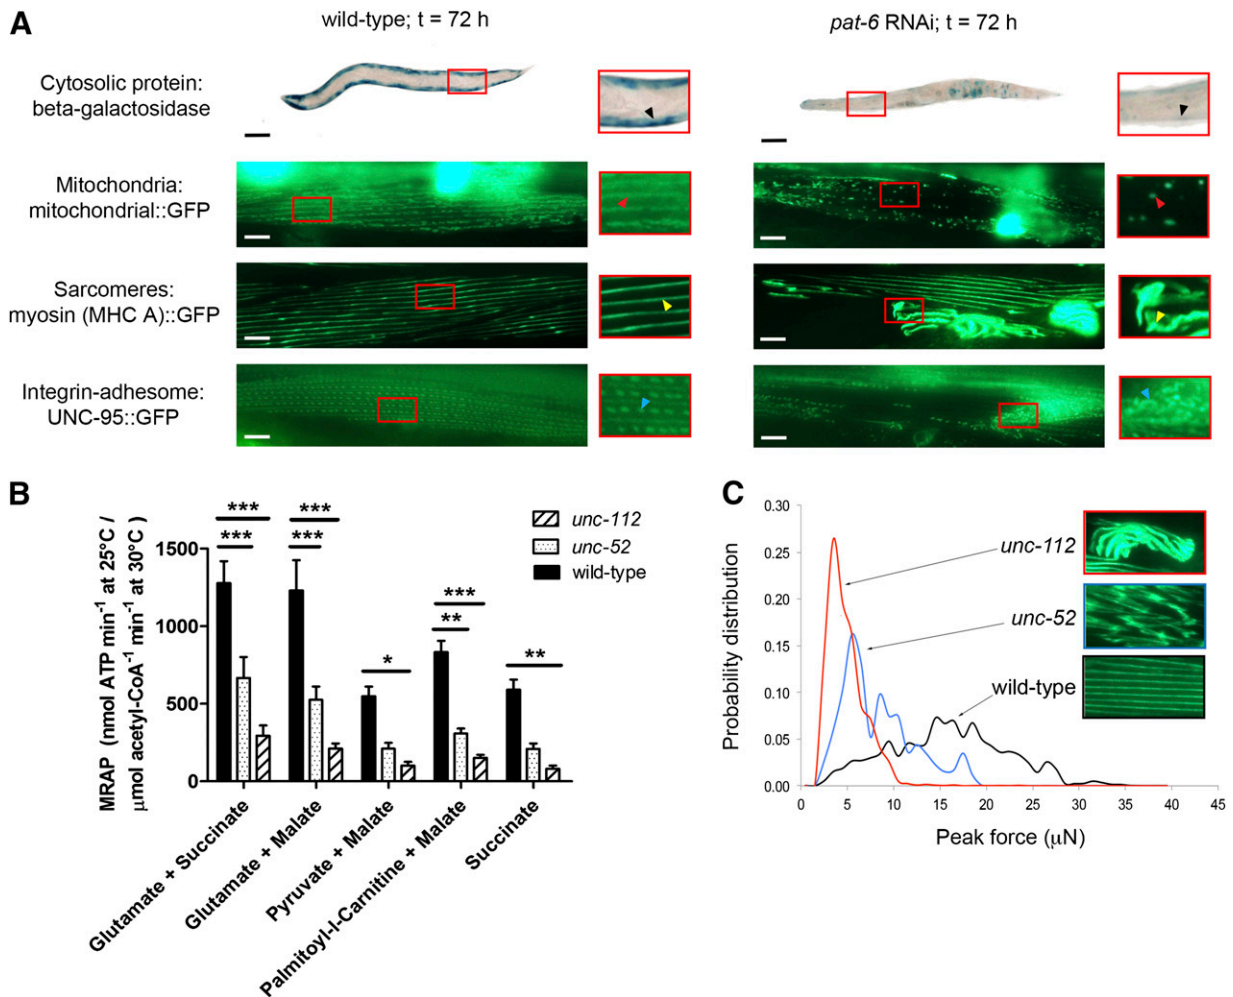 A
wild-type; t = 72 h
pat-6 RNAi; t = 72 h
Cytosolic protein:
beta-galactosidase
Mitochondria:
mitochondrial::GFP
Sarcomeres:
myosin (MHC A)::GFP
Integrin-adhesome:
UNC-95::GFP
B
MRAP (nmol ATP min⁻¹ at 25°C /
μmol acetyl-CoA⁻¹ min⁻¹ at 30°C )
1500
1000
500
0
***
***
***
***
*
***
**
**
unc-112
unc-52
wild-type
Glutamate + Succinate
Glutamate + Malate
Pyruvate + Malate
Palmitoyl-l-Carnitine + Malate
Succinate
C
Probability distribution
0.30
0.25
0.20
0.15
0.10
0.05
0.00
0
5
10
15
20
25
30
35
40
45
Peak force (μN)
unc-112
unc-52
wild-type